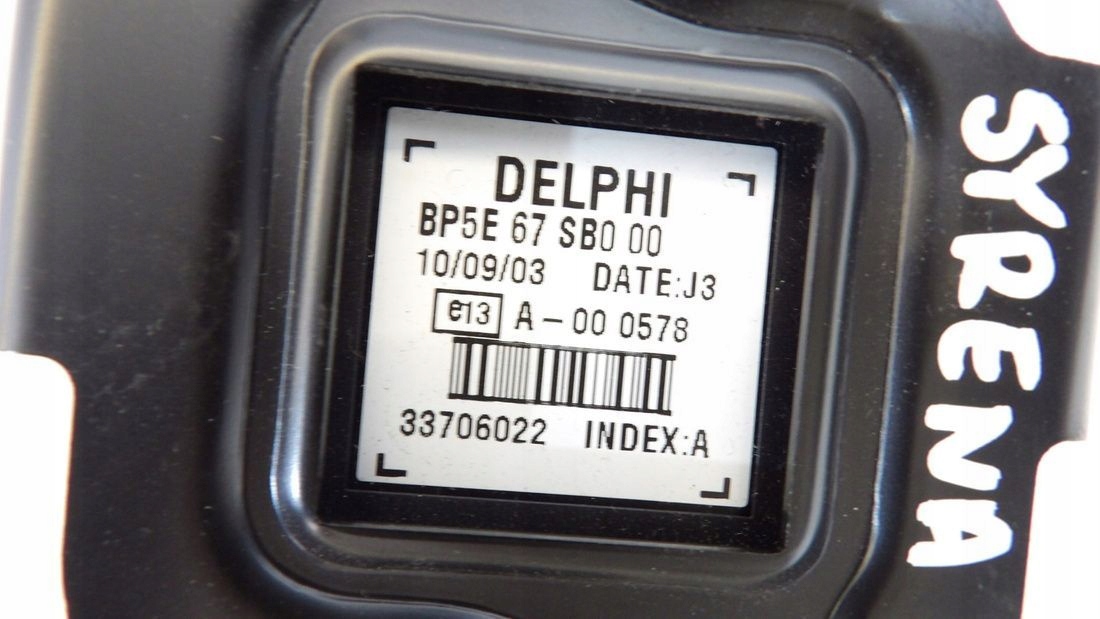 DELPHI
BP5E 67 SB0 00
10/09/03 DATE:J3
e13 A-00 0578
33706022 INDEX:A
SYRENA